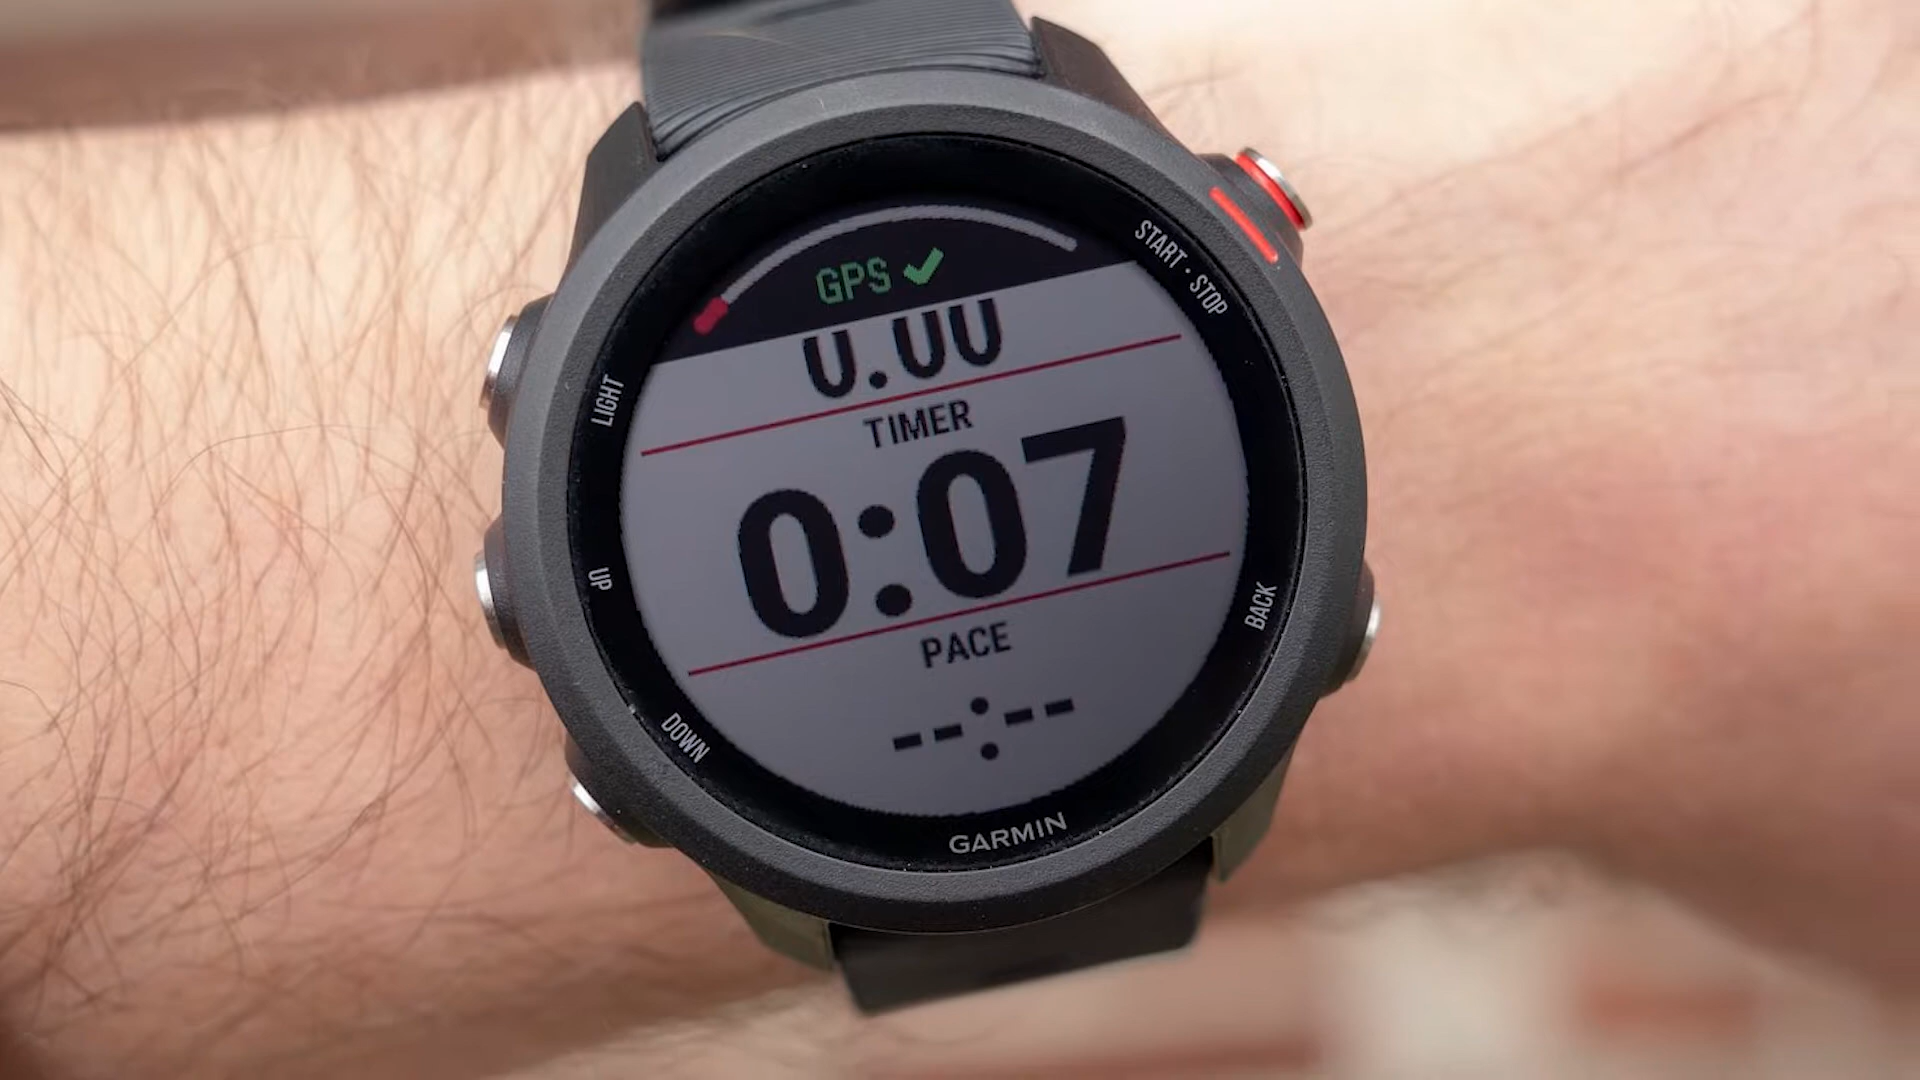 GPS
0.00
TIMER
0:07
PACE
--:--
START · STOP
LIGHT
UP
BACK
DOWN
GARMIN